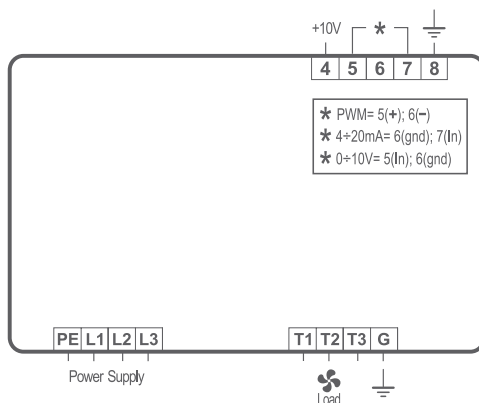 +10V *
4 5 6 7 8
* PWM= 5(+); 6(−)
* 4÷20mA= 6(gnd); 7(In)
* 0÷10V= 5(In); 6(gnd)
PE L1 L2 L3 T1 T2 T3 G
Power Supply
Load